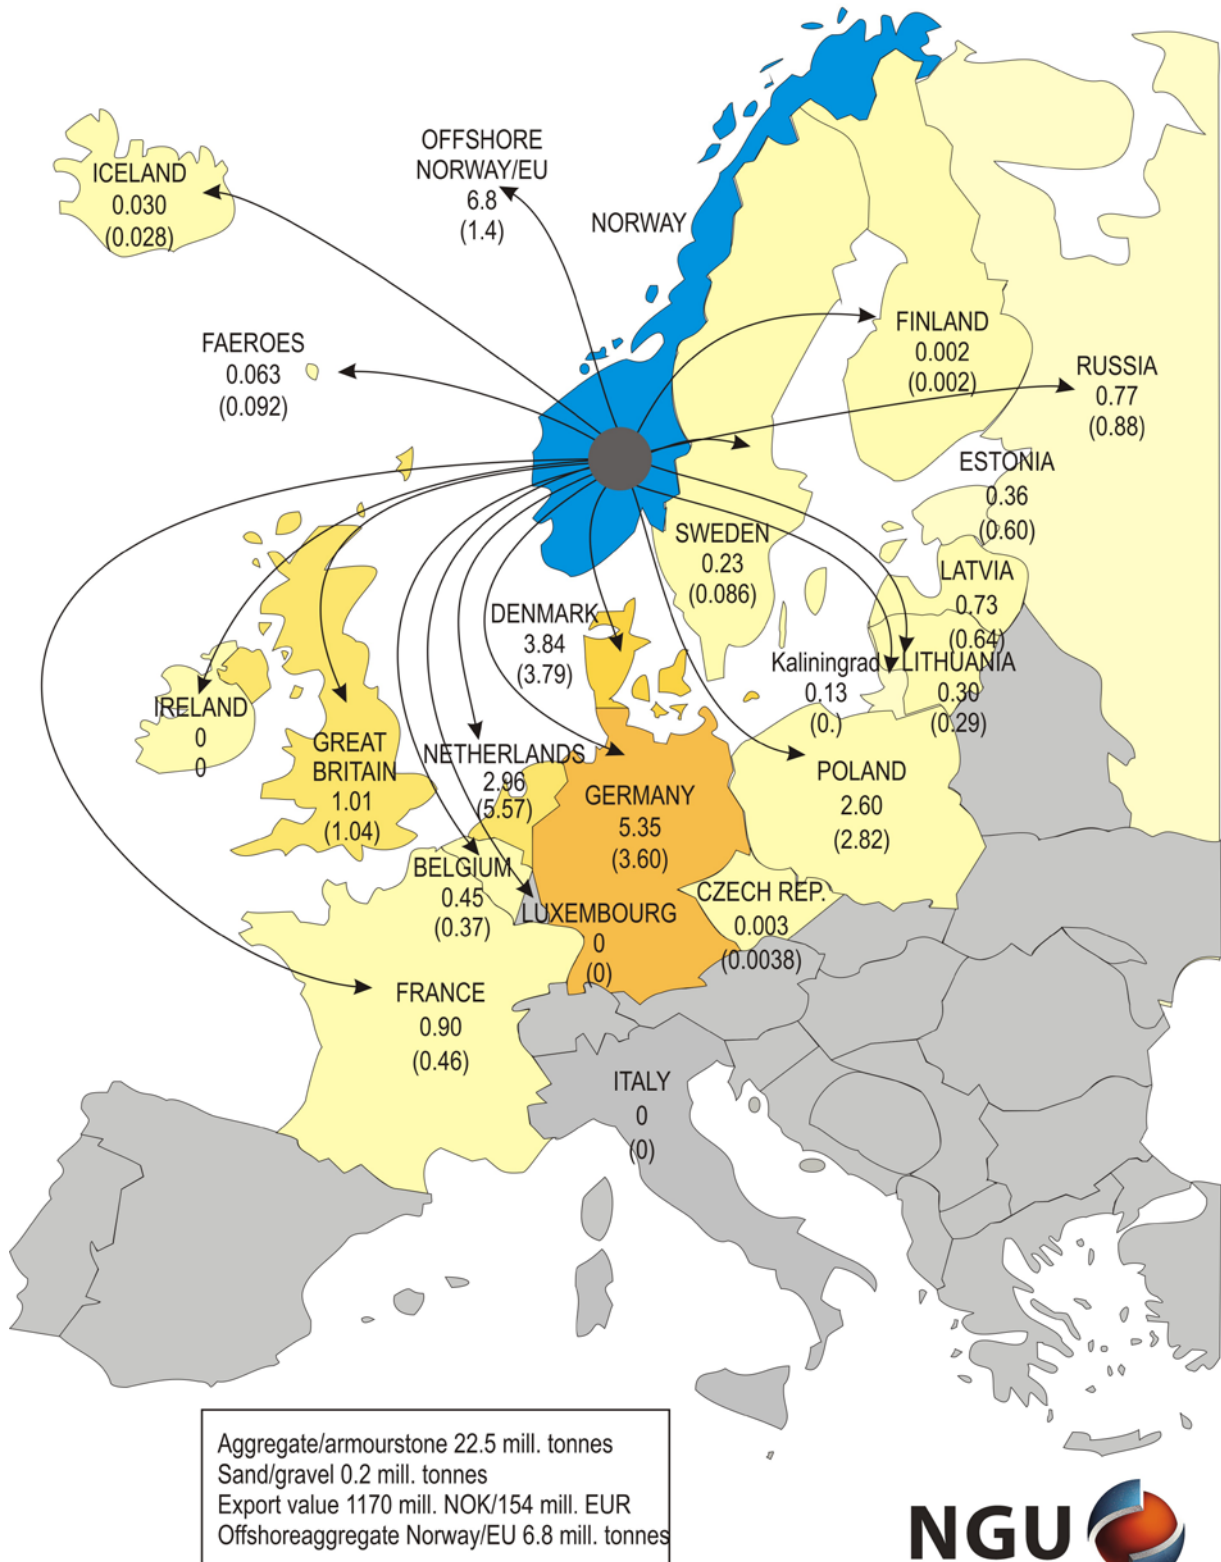 OFFSHORE
NORWAY/EU
6.8
(1.4)
ICELAND
0.030
(0.028)
NORWAY
FAEROES
0.063
(0.092)
FINLAND
0.002
(0.002)
RUSSIA
0.77
(0.88)
ESTONIA
0.36
(0.60)
SWEDEN
0.23
(0.086)
LATVIA
0.73
(0.64)
DENMARK
3.84
(3.79)
Kaliningrad
0.13
(0.)
LITHUANIA
0.30
(0.29)
IRELAND
0
0
GREAT
BRITAIN
1.01
(1.04)
NETHERLANDS
2.96
(5.57)
GERMANY
5.35
(3.60)
POLAND
2.60
(2.82)
BELGIUM
0.45
(0.37)
LUXEMBOURG
0
(0)
CZECH REP.
0.003
(0.0038)
FRANCE
0.90
(0.46)
ITALY
0
(0)
Aggregate/armourstone 22.5 mill. tonnes
Sand/gravel 0.2 mill. tonnes
Export value 1170 mill. NOK/154 mill. EUR
Offshoreaggregate Norway/EU 6.8 mill. tonnes
NGU